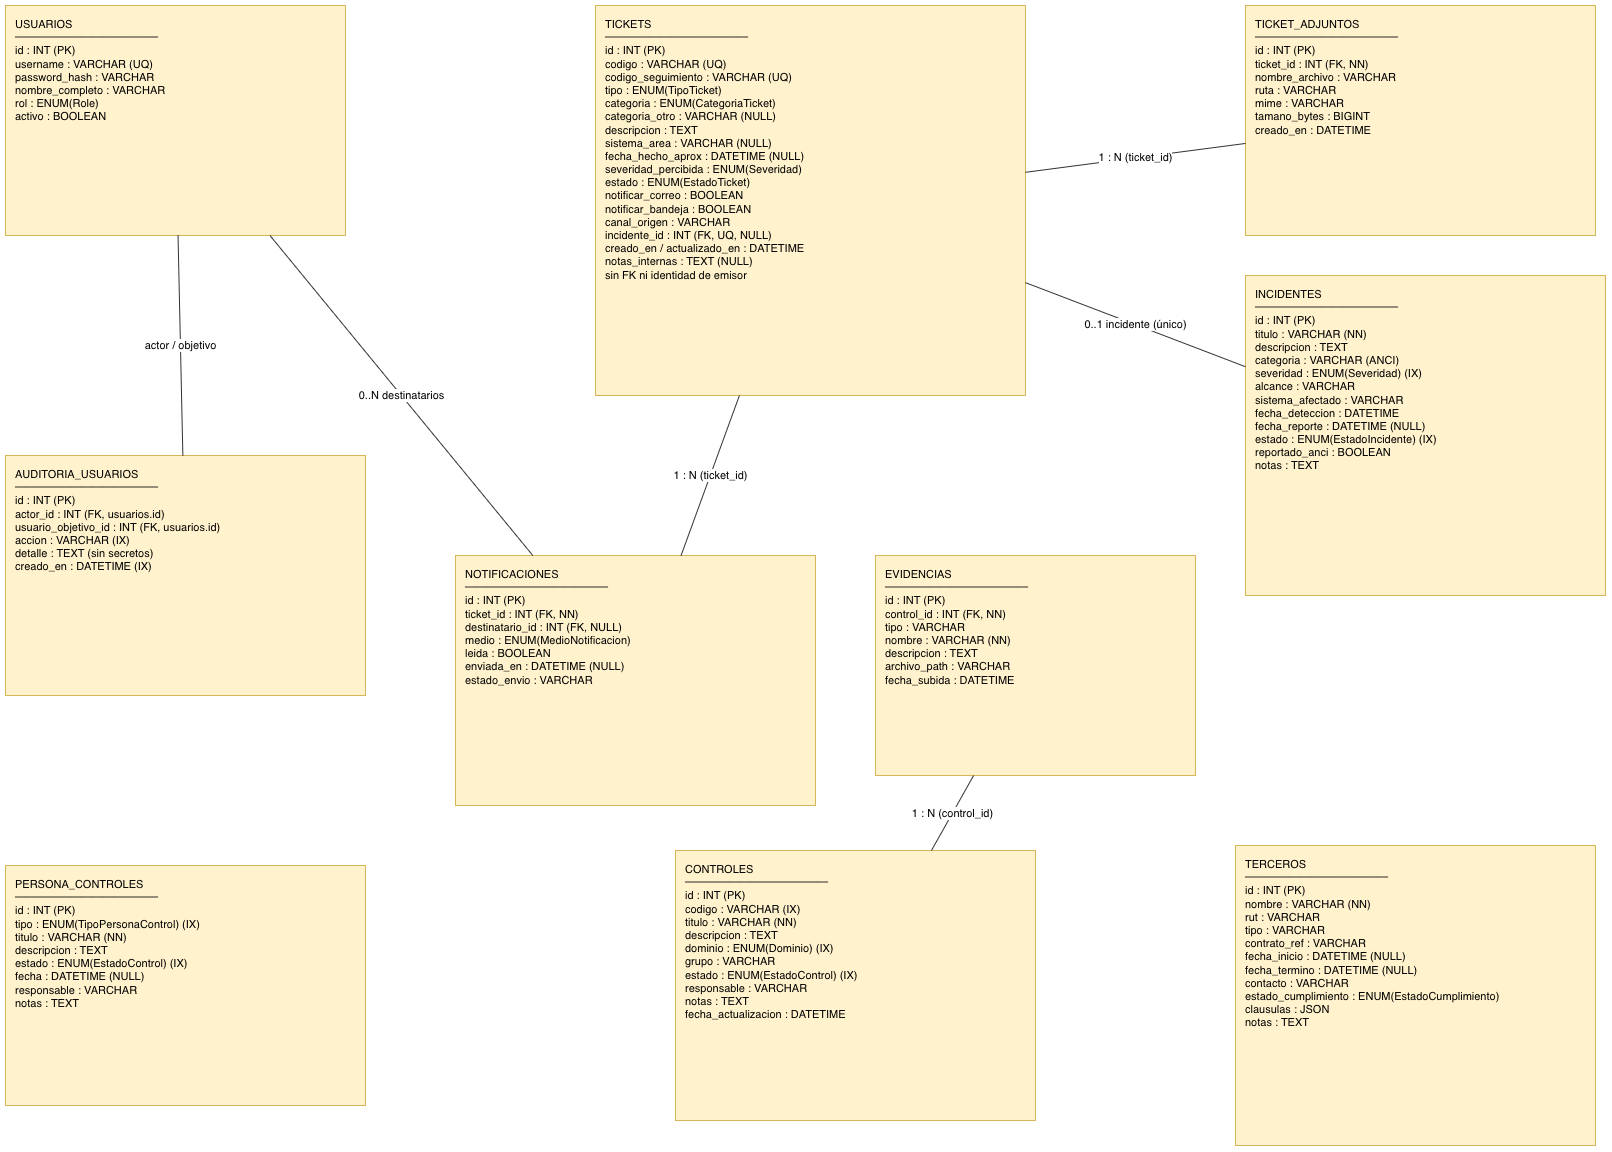 USUARIOS
id : INT (PK)
username : VARCHAR (UQ)
password_hash : VARCHAR
nombre_completo : VARCHAR
rol : ENUM(Role)
activo : BOOLEAN
TICKETS
id : INT (PK)
codigo : VARCHAR (UQ)
codigo_seguimiento : VARCHAR (UQ)
tipo : ENUM(TipoTicket)
categoria : ENUM(CategoriaTicket)
categoria_otro : VARCHAR (NULL)
descripcion : TEXT
sistema_area : VARCHAR (NULL)
fecha_hecho_aprox : DATETIME (NULL)
severidad_percibida : ENUM(Severidad)
estado : ENUM(EstadoTicket)
notificar_correo : BOOLEAN
notificar_bandeja : BOOLEAN
canal_origen : VARCHAR
incidente_id : INT (FK, UQ, NULL)
creado_en / actualizado_en : DATETIME
notas_internas : TEXT (NULL)
sin FK ni identidad de emisor
TICKET_ADJUNTOS
id : INT (PK)
ticket_id : INT (FK, NN)
nombre_archivo : VARCHAR
ruta : VARCHAR
mime : VARCHAR
tamano_bytes : BIGINT
creado_en : DATETIME
1 : N (ticket_id)
0..1 incidente (único)
INCIDENTES
id : INT (PK)
titulo : VARCHAR (NN)
descripcion : TEXT
categoria : VARCHAR (ANCI)
severidad : ENUM(Severidad) (IX)
alcance : VARCHAR
sistema_afectado : VARCHAR
fecha_deteccion : DATETIME
fecha_reporte : DATETIME (NULL)
estado : ENUM(EstadoIncidente) (IX)
reportado_anci : BOOLEAN
notas : TEXT
actor / objetivo
0..N destinatarios
1 : N (ticket_id)
AUDITORIA_USUARIOS
id : INT (PK)
actor_id : INT (FK, usuarios.id)
usuario_objetivo_id : INT (FK, usuarios.id)
accion : VARCHAR (IX)
detalle : TEXT (sin secretos)
creado_en : DATETIME (IX)
NOTIFICACIONES
id : INT (PK)
ticket_id : INT (FK, NN)
destinatario_id : INT (FK, NULL)
medio : ENUM(MedioNotificacion)
leida : BOOLEAN
enviada_en : DATETIME (NULL)
estado_envio : VARCHAR
EVIDENCIAS
id : INT (PK)
control_id : INT (FK, NN)
tipo : VARCHAR
nombre : VARCHAR (NN)
descripcion : TEXT
archivo_path : VARCHAR
fecha_subida : DATETIME
1 : N (control_id)
PERSONA_CONTROLES
id : INT (PK)
tipo : ENUM(TipoPersonaControl) (IX)
titulo : VARCHAR (NN)
descripcion : TEXT
estado : ENUM(EstadoControl) (IX)
fecha : DATETIME (NULL)
responsable : VARCHAR
notas : TEXT
CONTROLES
id : INT (PK)
codigo : VARCHAR (IX)
titulo : VARCHAR (NN)
descripcion : TEXT
dominio : ENUM(Dominio) (IX)
grupo : VARCHAR
estado : ENUM(EstadoControl) (IX)
responsable : VARCHAR
notas : TEXT
fecha_actualizacion : DATETIME
TERCEROS
id : INT (PK)
nombre : VARCHAR (NN)
rut : VARCHAR
tipo : VARCHAR
contrato_ref : VARCHAR
fecha_inicio : DATETIME (NULL)
fecha_termino : DATETIME (NULL)
contacto : VARCHAR
estado_cumplimiento : ENUM(EstadoCumplimiento)
clausulas : JSON
notas : TEXT